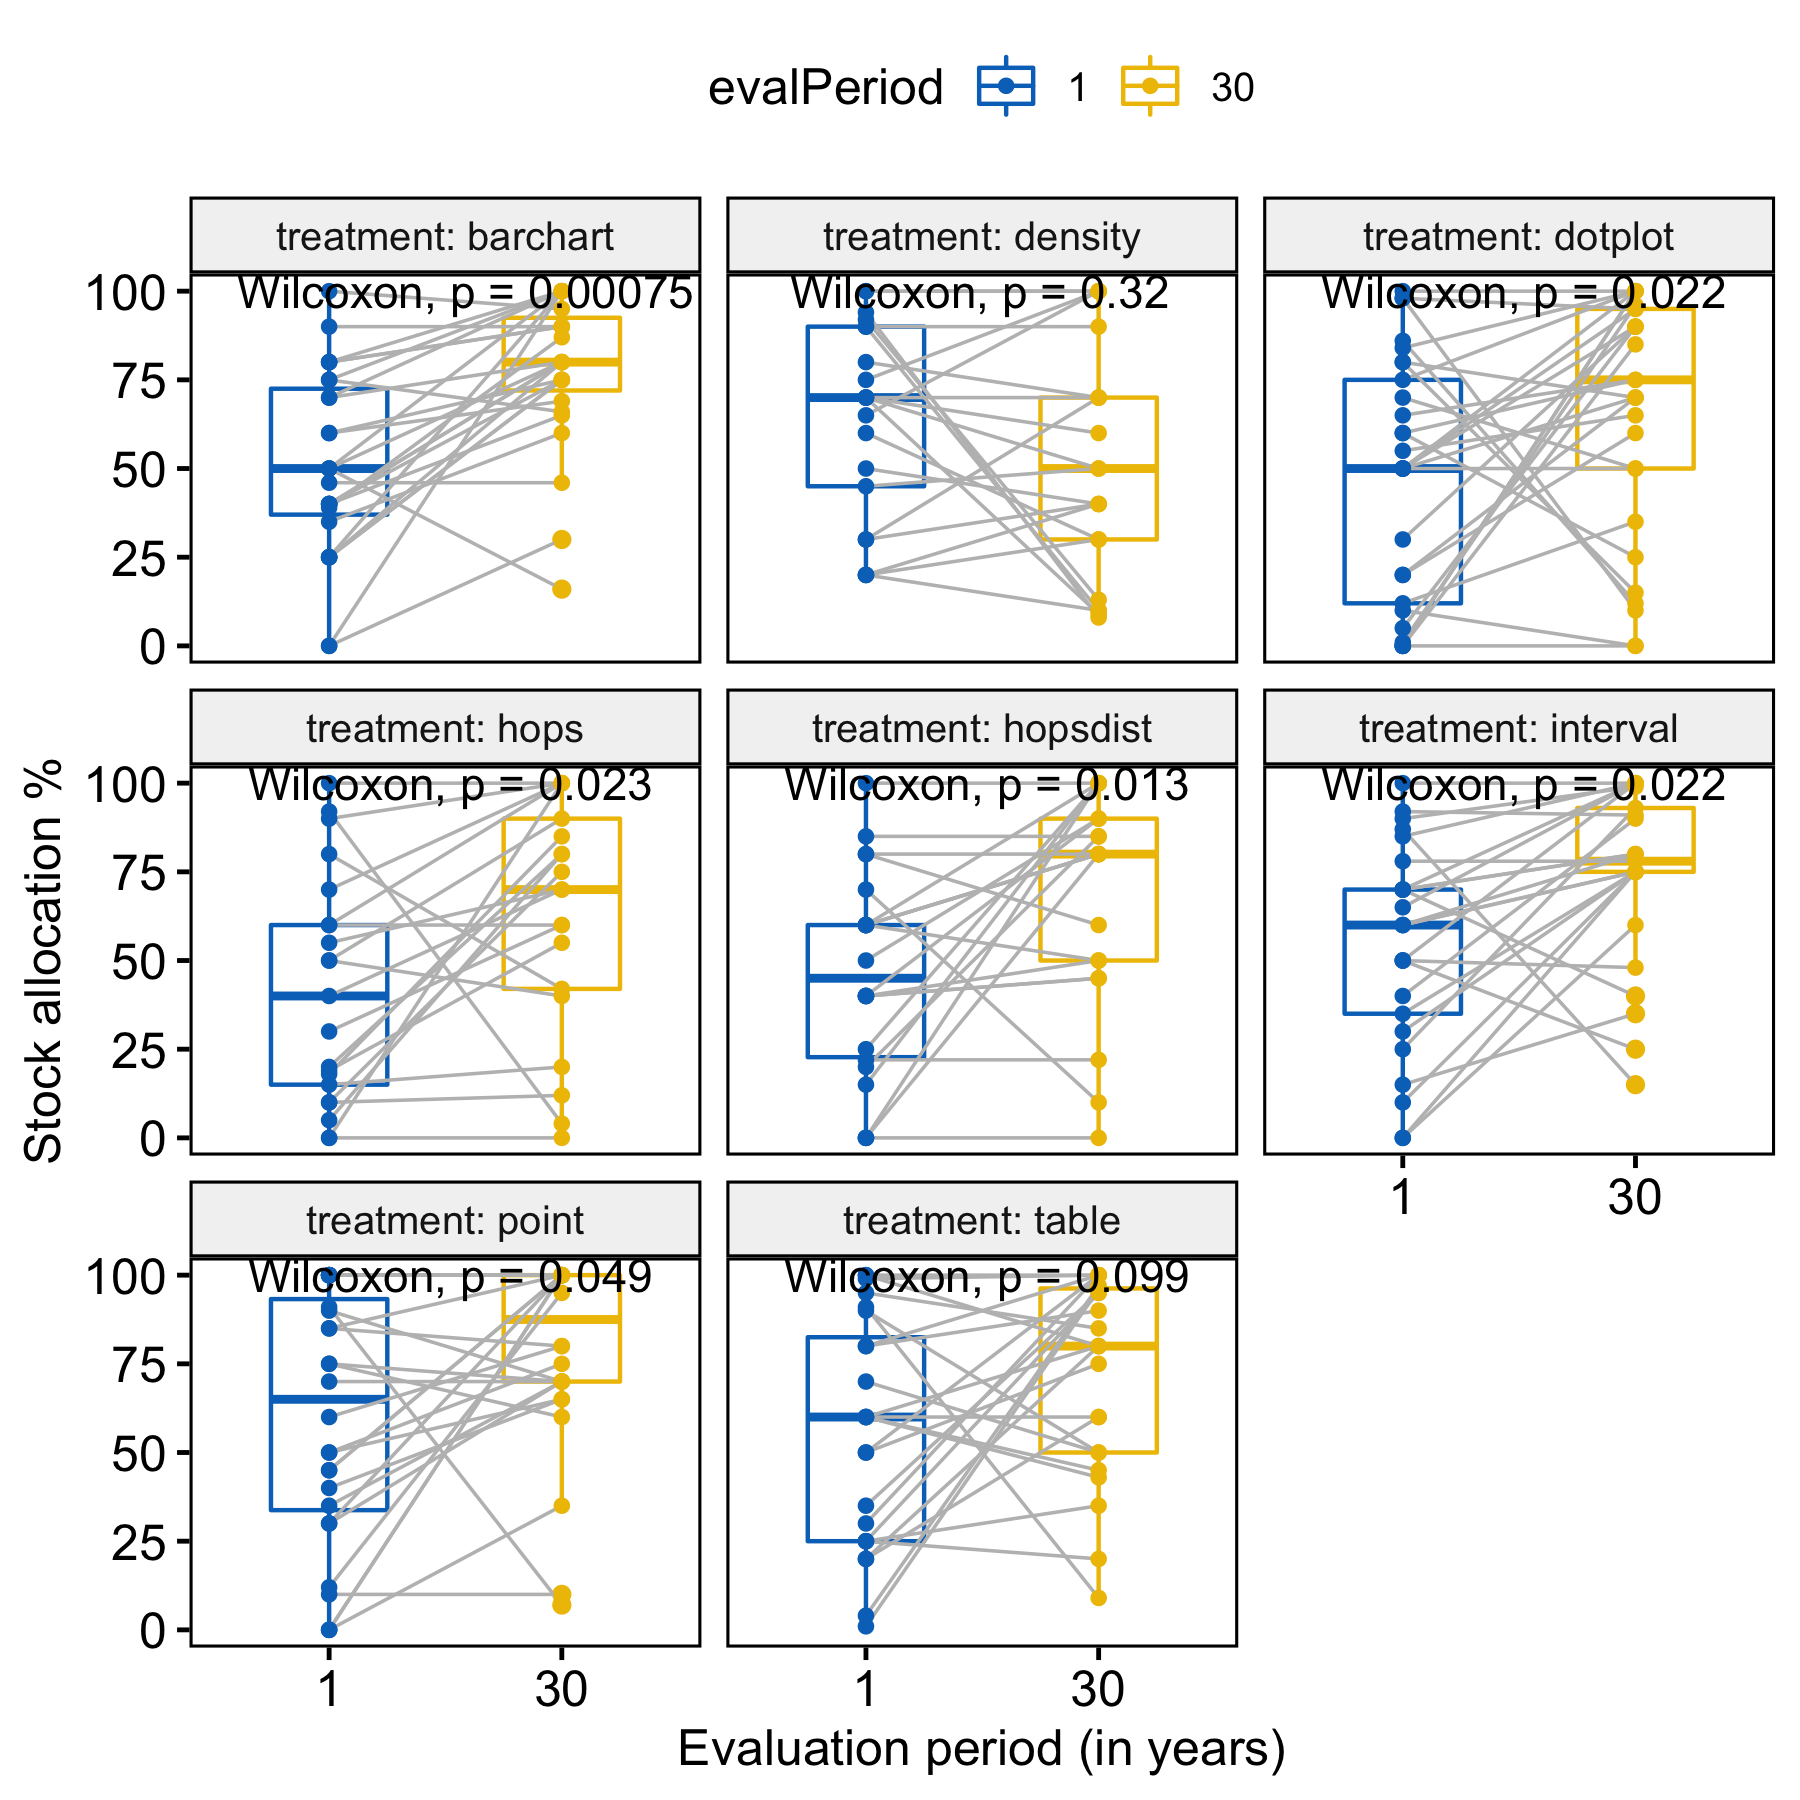 evalPeriod 1 30
treatment: barchart treatment: density treatment: dotplot
Wilcoxon, p = 0.00075 Wilcoxon, p = 0.32 Wilcoxon, p = 0.022
100
75
50
25
0
treatment: hops treatment: hopsdist treatment: interval
Wilcoxon, p = 0.023 Wilcoxon, p = 0.013 Wilcoxon, p = 0.022
100
75
50
25
0
1 30
Stock allocation %
treatment: point treatment: table
Wilcoxon, p = 0.049 Wilcoxon, p = 0.099
100
75
50
25
0
1 30 1 30
Evaluation period (in years)